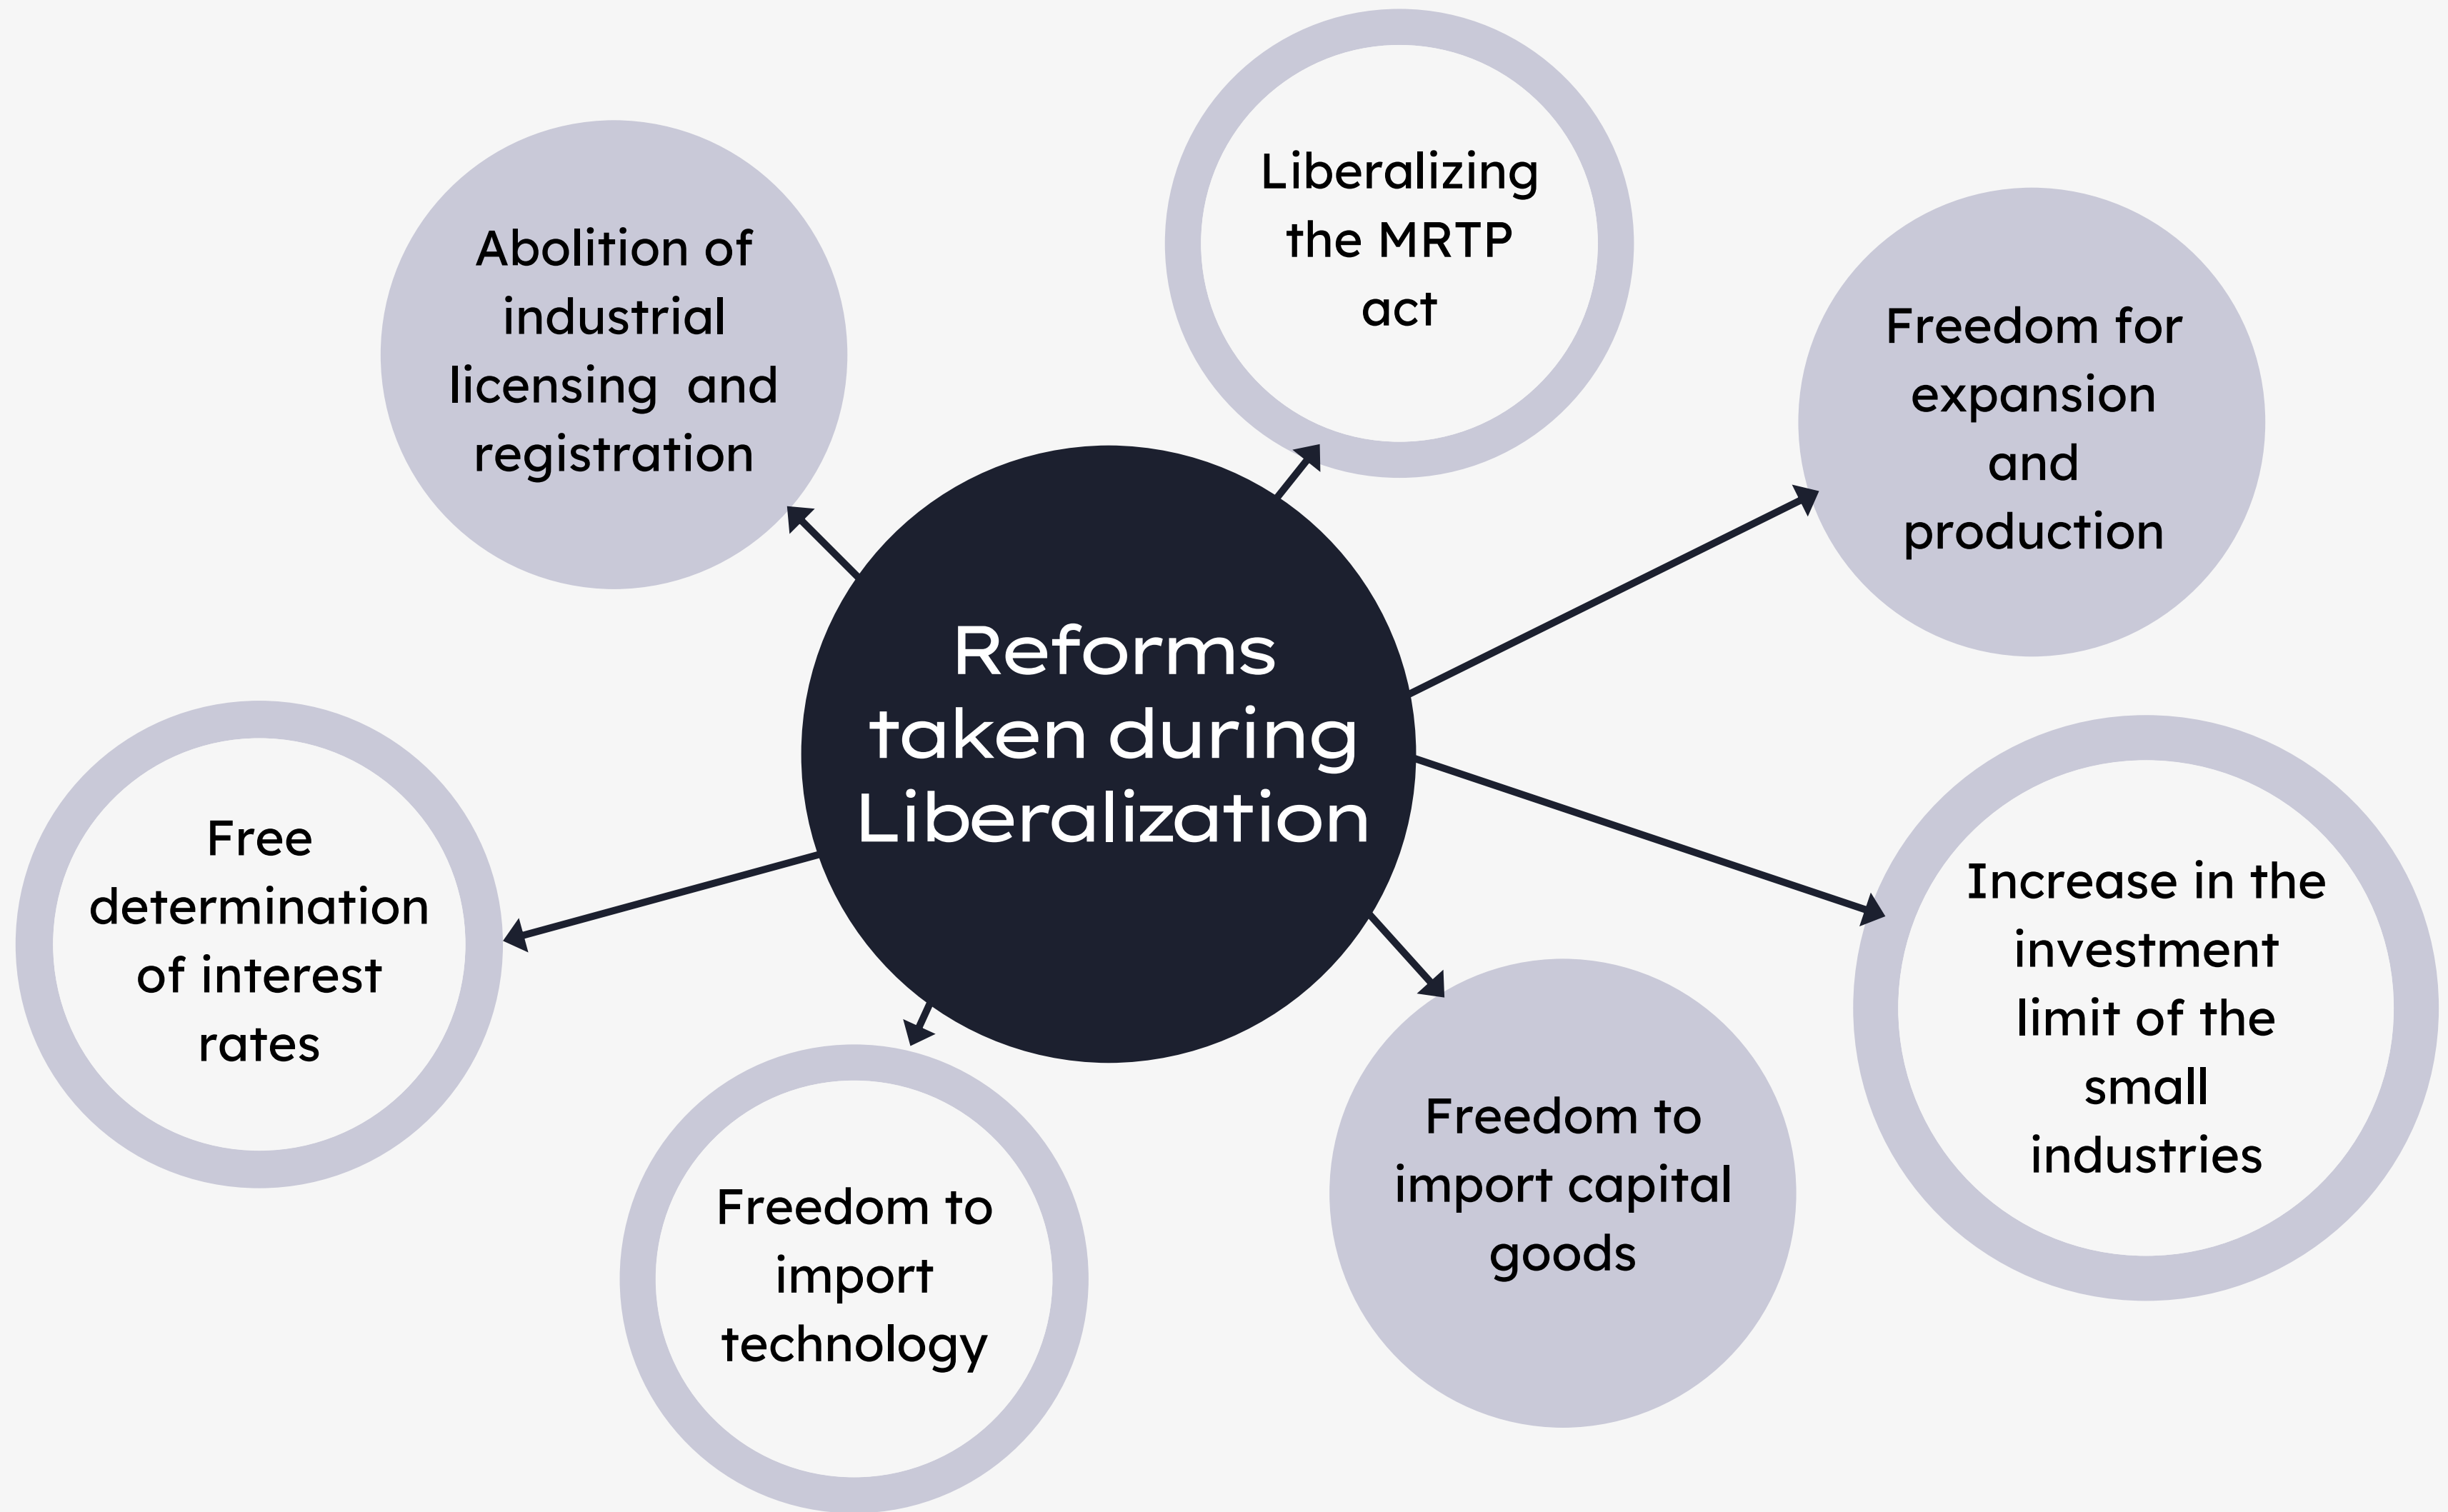 Liberalizing
the MRTP
act
Abolition of
industrial
licensing and
registration
Freedom for
expansion
and
production
Reforms
taken during
Liberalization
Free
determination
of interest
rates
Increase in the
investment
limit of the
small
industries
Freedom to
import capital
goods
Freedom to
import
technology